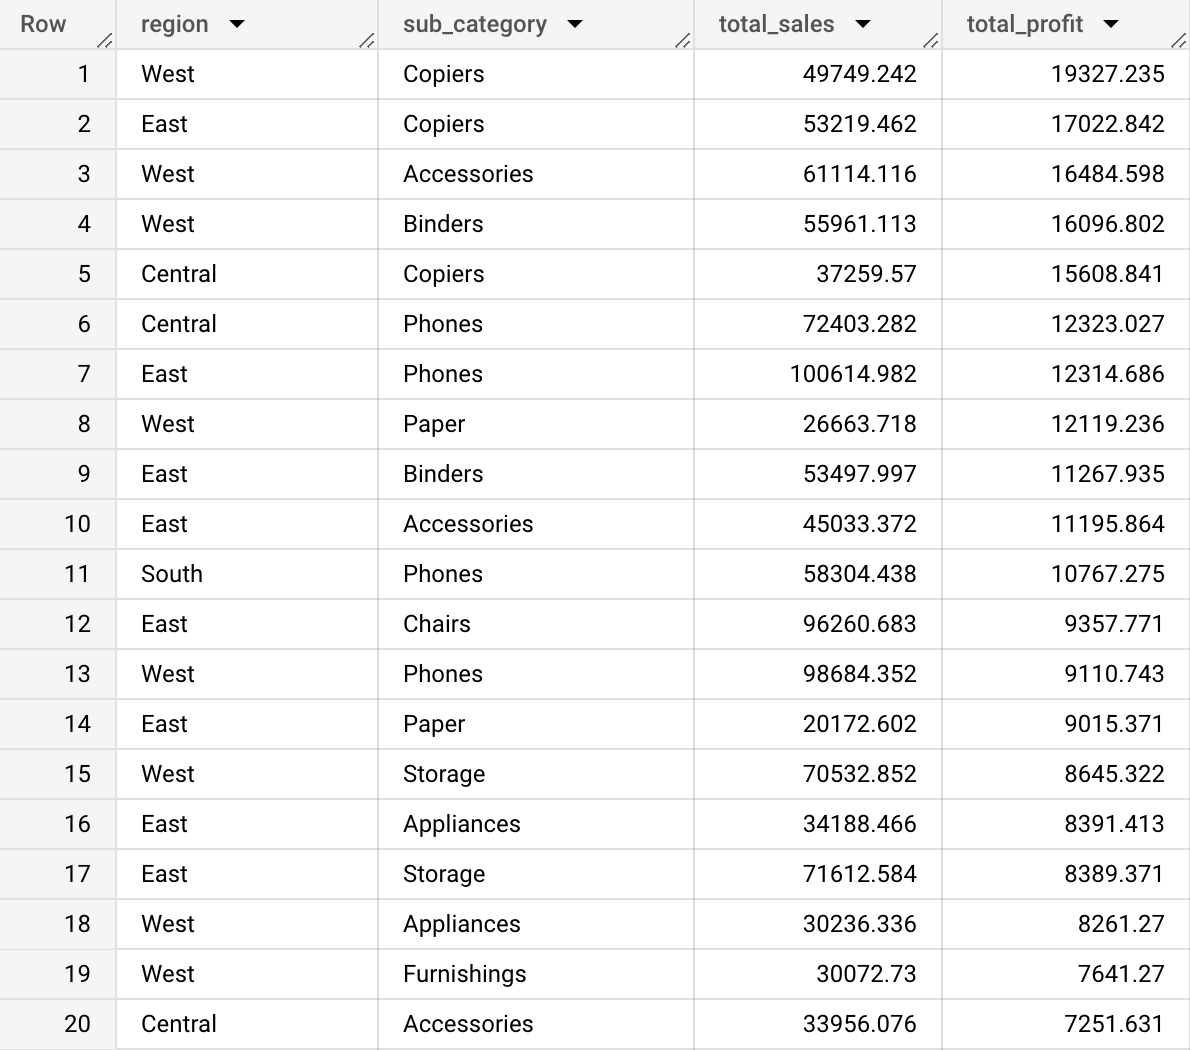 Row region sub_category total_sales total_profit
1 West Copiers 49749.242 19327.235
2 East Copiers 53219.462 17022.842
3 West Accessories 61114.116 16484.598
4 West Binders 55961.113 16096.802
5 Central Copiers 37259.57 15608.841
6 Central Phones 72403.282 12323.027
7 East Phones 100614.982 12314.686
8 West Paper 26663.718 12119.236
9 East Binders 53497.997 11267.935
10 East Accessories 45033.372 11195.864
11 South Phones 58304.438 10767.275
12 East Chairs 96260.683 9357.771
13 West Phones 98684.352 9110.743
14 East Paper 20172.602 9015.371
15 West Storage 70532.852 8645.322
16 East Appliances 34188.466 8391.413
17 East Storage 71612.584 8389.371
18 West Appliances 30236.336 8261.27
19 West Furnishings 30072.73 7641.27
20 Central Accessories 33956.076 7251.631